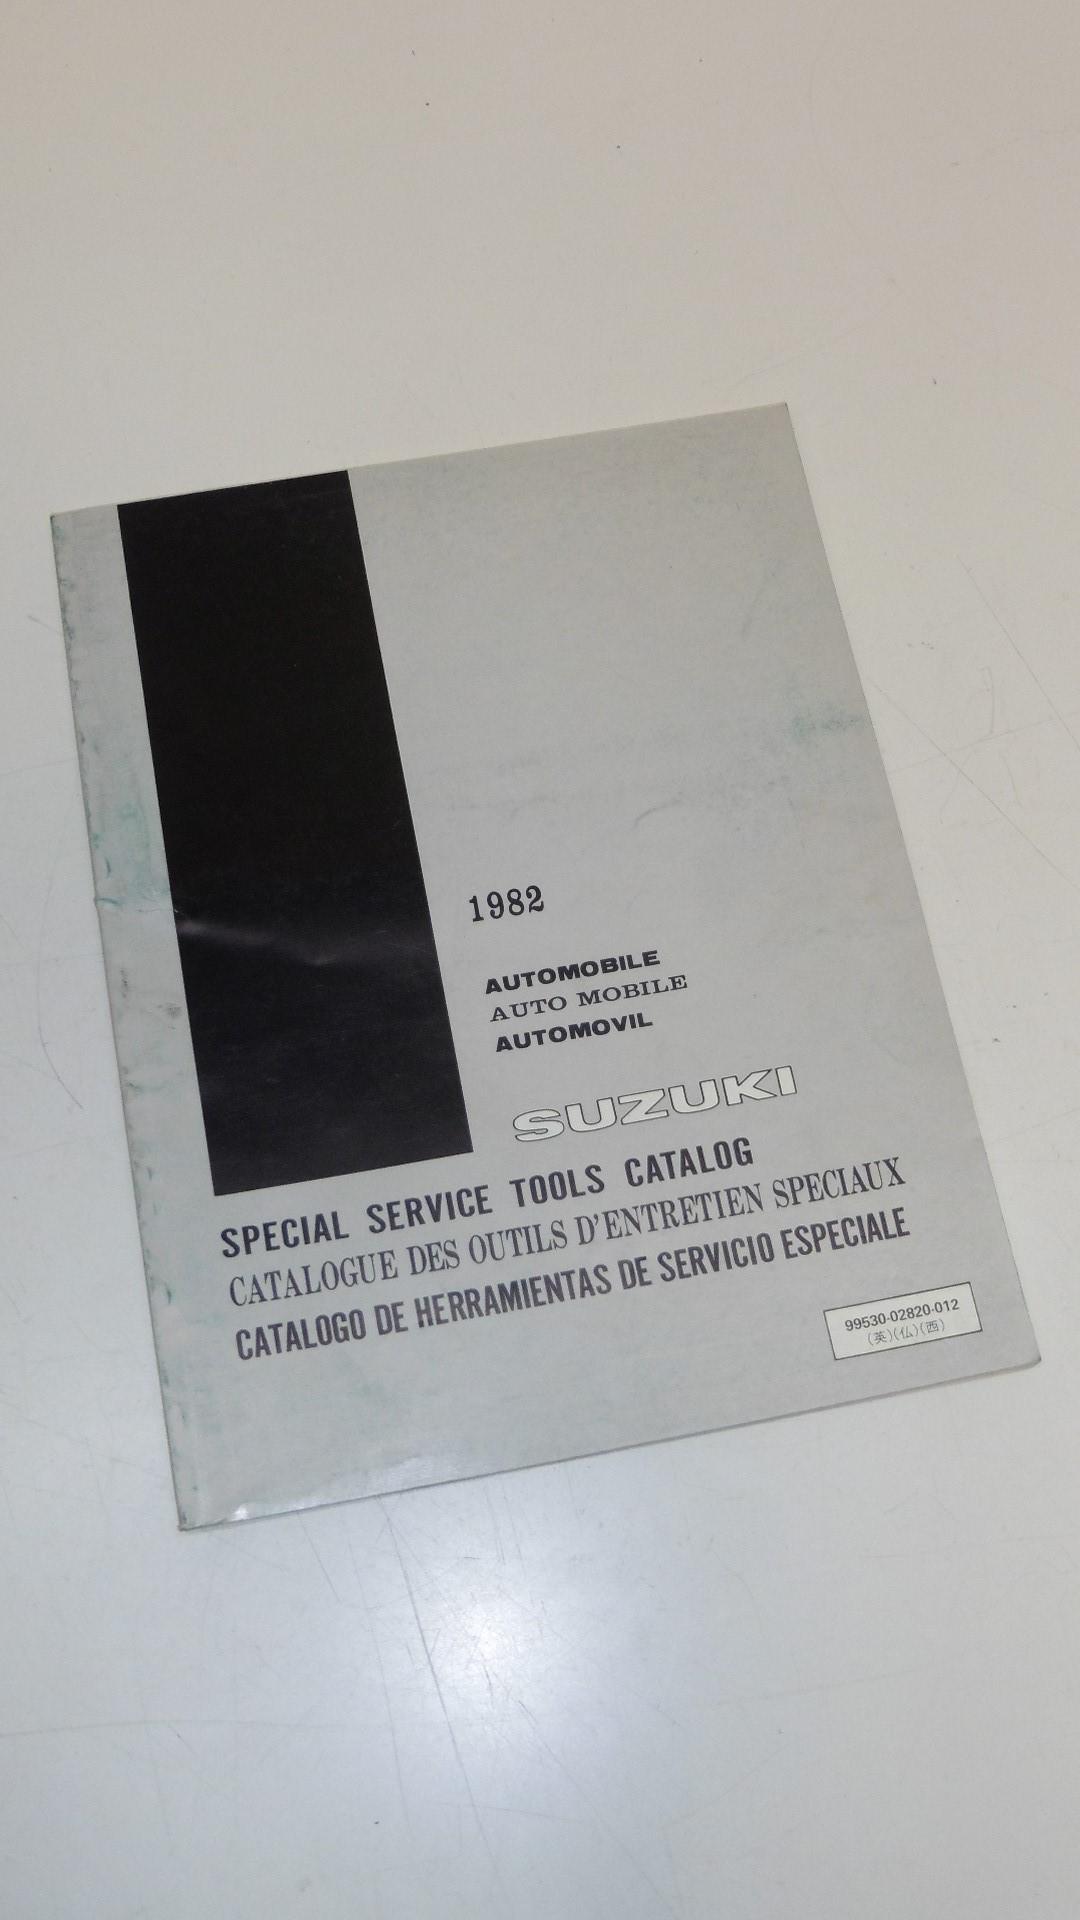 1982
AUTOMOBILE
AUTO MOBILE
AUTOMOVIL
SUZUKI
SPECIAL SERVICE TOOLS CATALOG
CATALOGUE DES OUTILS D'ENTRETIEN SPECIAUX
CATALOGO DE HERRAMIENTAS DE SERVICIO ESPECIALE
99530-02820-012
(英)(仏)(西)